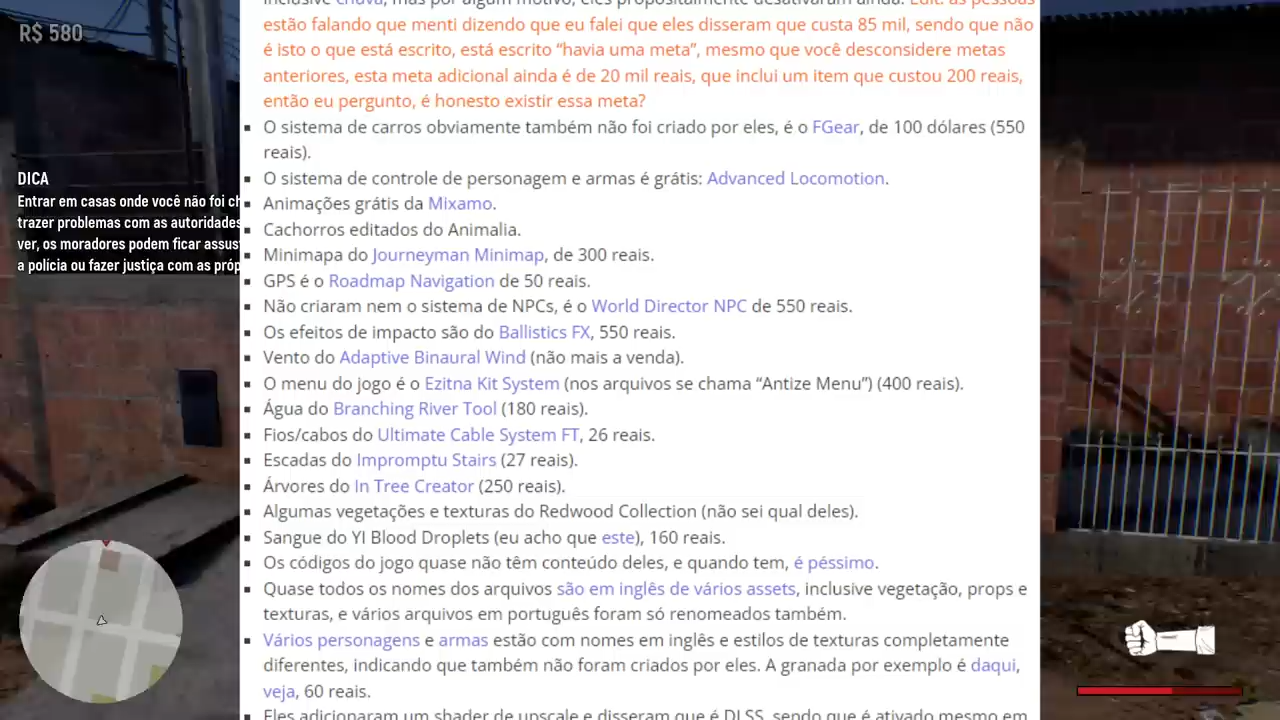 R$ 580
inclusive chuva, mas por algum motivo, eles propositalmente desativaram ainda. Edit: as pessoas
estão falando que menti dizendo que eu falei que eles disseram que custa 85 mil, sendo que não
é isto o que está escrito, está escrito “havia uma meta”, mesmo que você desconsidere metas
anteriores, esta meta adicional ainda é de 20 mil reais, que inclui um item que custou 200 reais,
então eu pergunto, é honesto existir essa meta?
O sistema de carros obviamente também não foi criado por eles, é o FGear, de 100 dólares (550
reais).
DICA
Entrar em casas onde você não foi
trazer problemas com as autoridades
ver, os moradores podem ficar
a polícia ou fazer justiça com as
O sistema de controle de personagem e armas é grátis: Advanced Locomotion.
Animações grátis da Mixamo.
Cachorros editados do Animalia.
Minimapa do Journeyman Minimap, de 300 reais.
GPS é o Roadmap Navigation de 50 reais.
Não criaram nem o sistema de NPCs, é o World Director NPC de 550 reais.
Os efeitos de impacto são do Ballistics FX, 550 reais.
Vento do Adaptive Binaural Wind (não mais a venda).
O menu do jogo é o Ezitna Kit System (nos arquivos se chama “Antize Menu”) (400 reais).
Água do Branching River Tool (180 reais).
Fios/cabos do Ultimate Cable System FT, 26 reais.
Escadas do Impromptu Stairs (27 reais).
Árvores do In Tree Creator (250 reais).
Algumas vegetações e texturas do Redwood Collection (não sei qual deles).
Sangue do YI Blood Droplets (eu acho que este), 160 reais.
Os códigos do jogo quase não têm conteúdo deles, e quando tem, é péssimo.
Quase todos os nomes dos arquivos são em inglês de vários assets, inclusive vegetação, props e
texturas, e vários arquivos em português foram só renomeados também.
Vários personagens e armas estão com nomes em inglês e estilos de texturas completamente
diferentes, indicando que também não foram criados por eles. A granada por exemplo é daqui,
veja, 60 reais.
Eles adicionaram um shader de upscale e disseram que é DLSS, sendo que é ativado mesmo em